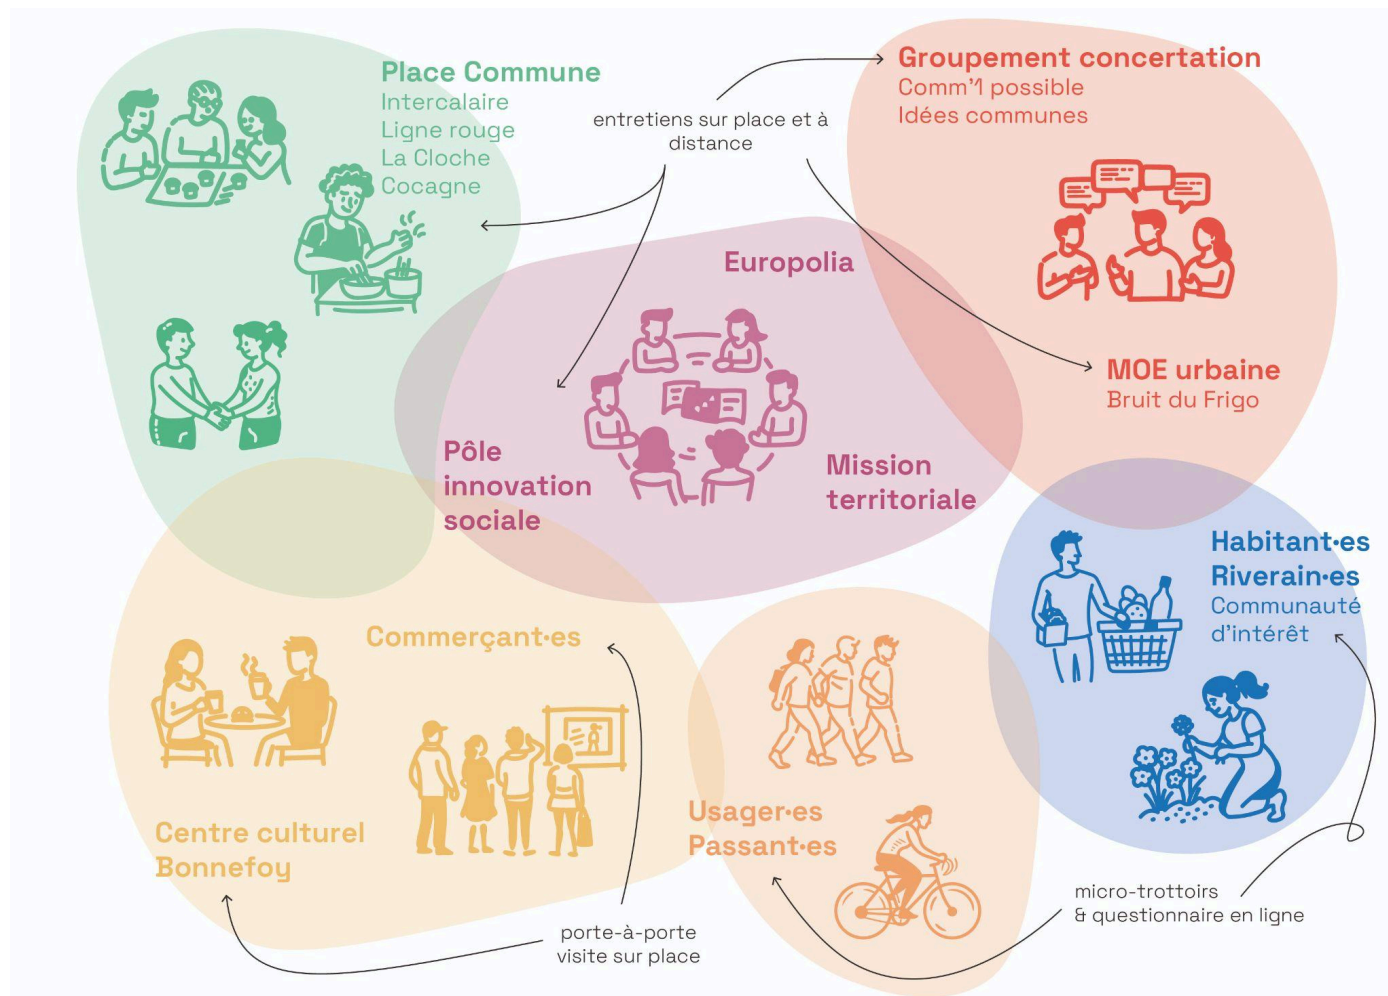 Place Commune
Intercalaire
Ligne rouge
La Cloche
Cocagne
entretiens sur place et à
distance
Groupement concertation
Comm'1 possible
Idées communes
Europolia
MOE urbaine
Bruit du Frigo
Pôle
innovation
sociale
Mission
territoriale
Habitant·es
Riverain·es
Communauté
d'intérêt
Commerçant·es
Centre culturel
Bonnefoy
Usager·es
Passant·es
porte-à-porte
visite sur place
micro-trottoirs
& questionnaire en ligne